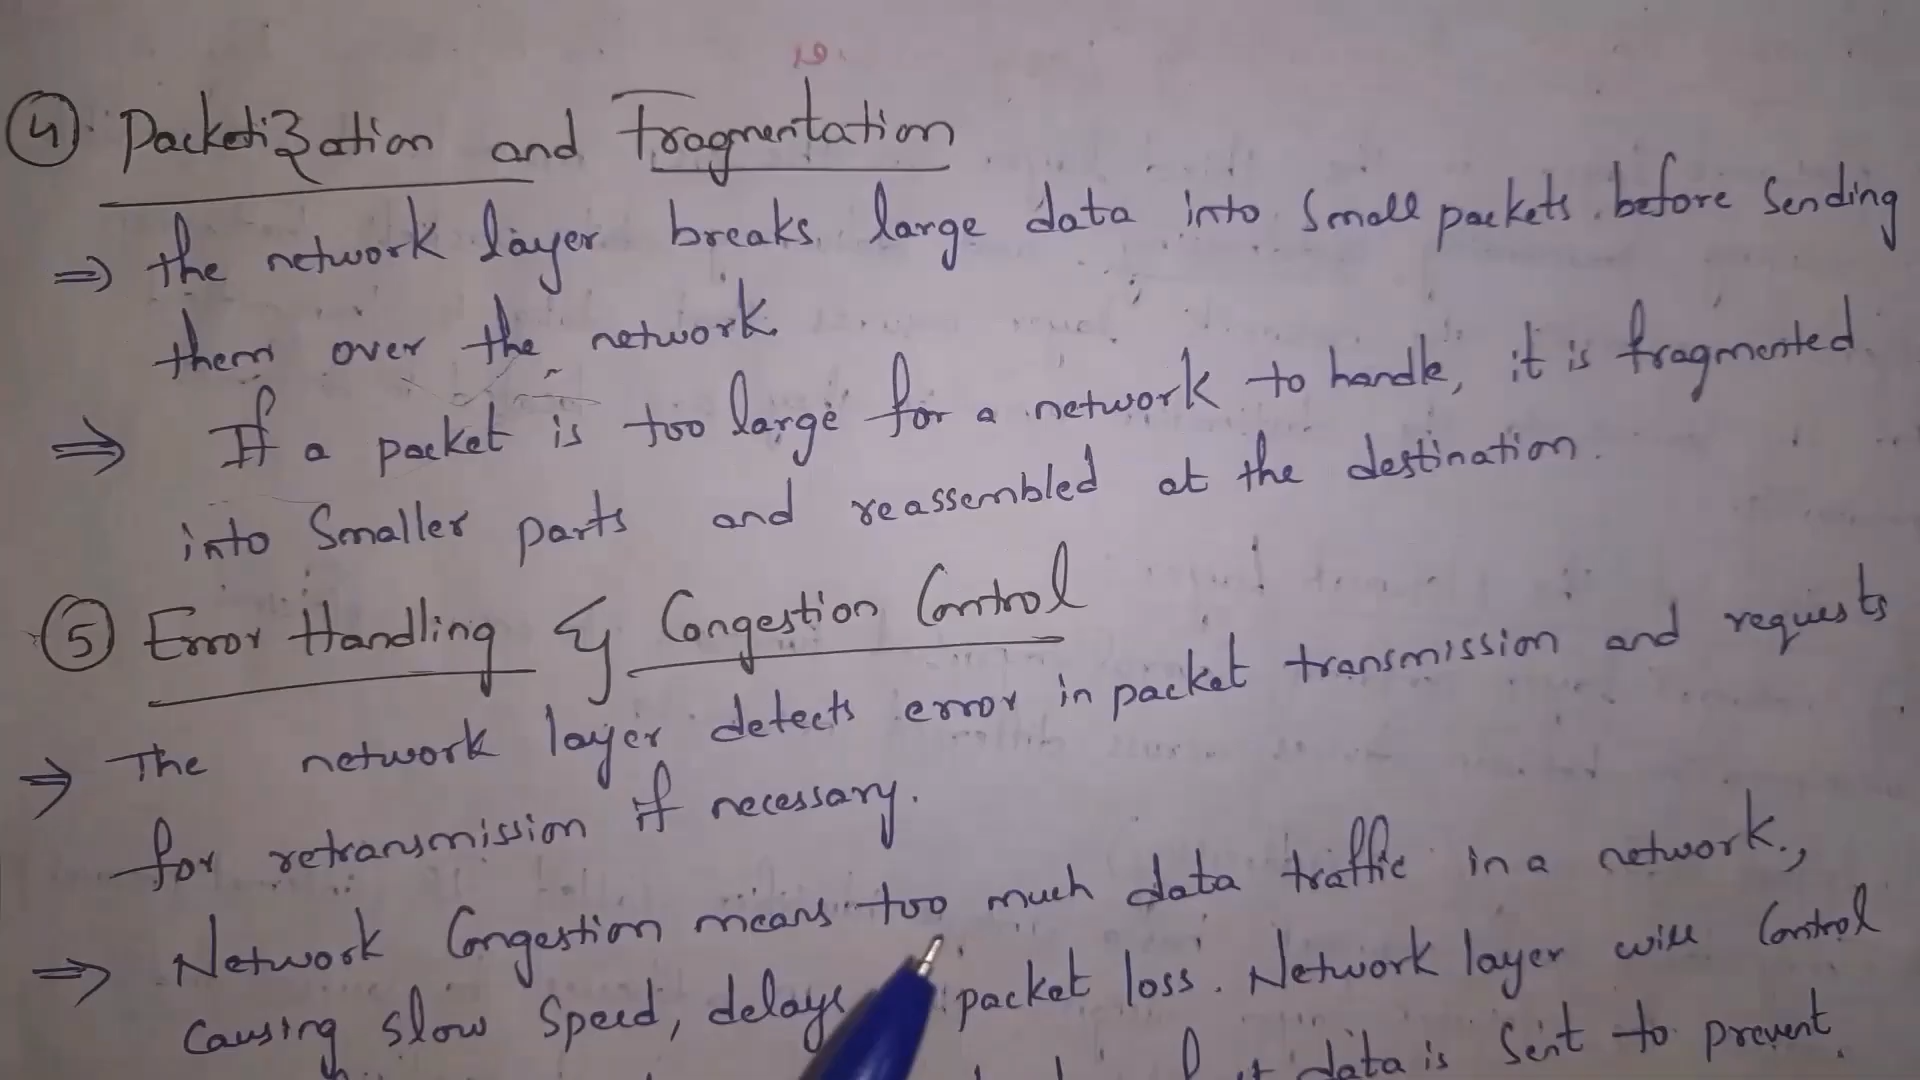 4 Packetization and Fragmentation
⇒ the network layer breaks large data into small packets before sending
them over the network
⇒ If a packet is too large for a network to handle, it is fragmented
into smaller parts and reassembled at the destination.
5 Error Handling & Congestion Control
⇒ The network layer detects error in packet transmission and requests
for retransmission if necessary.
⇒ Network Congestion means too much data traffic in a network,
causing slow speed, delays packet loss. Network layer will control
data is sent to prevent